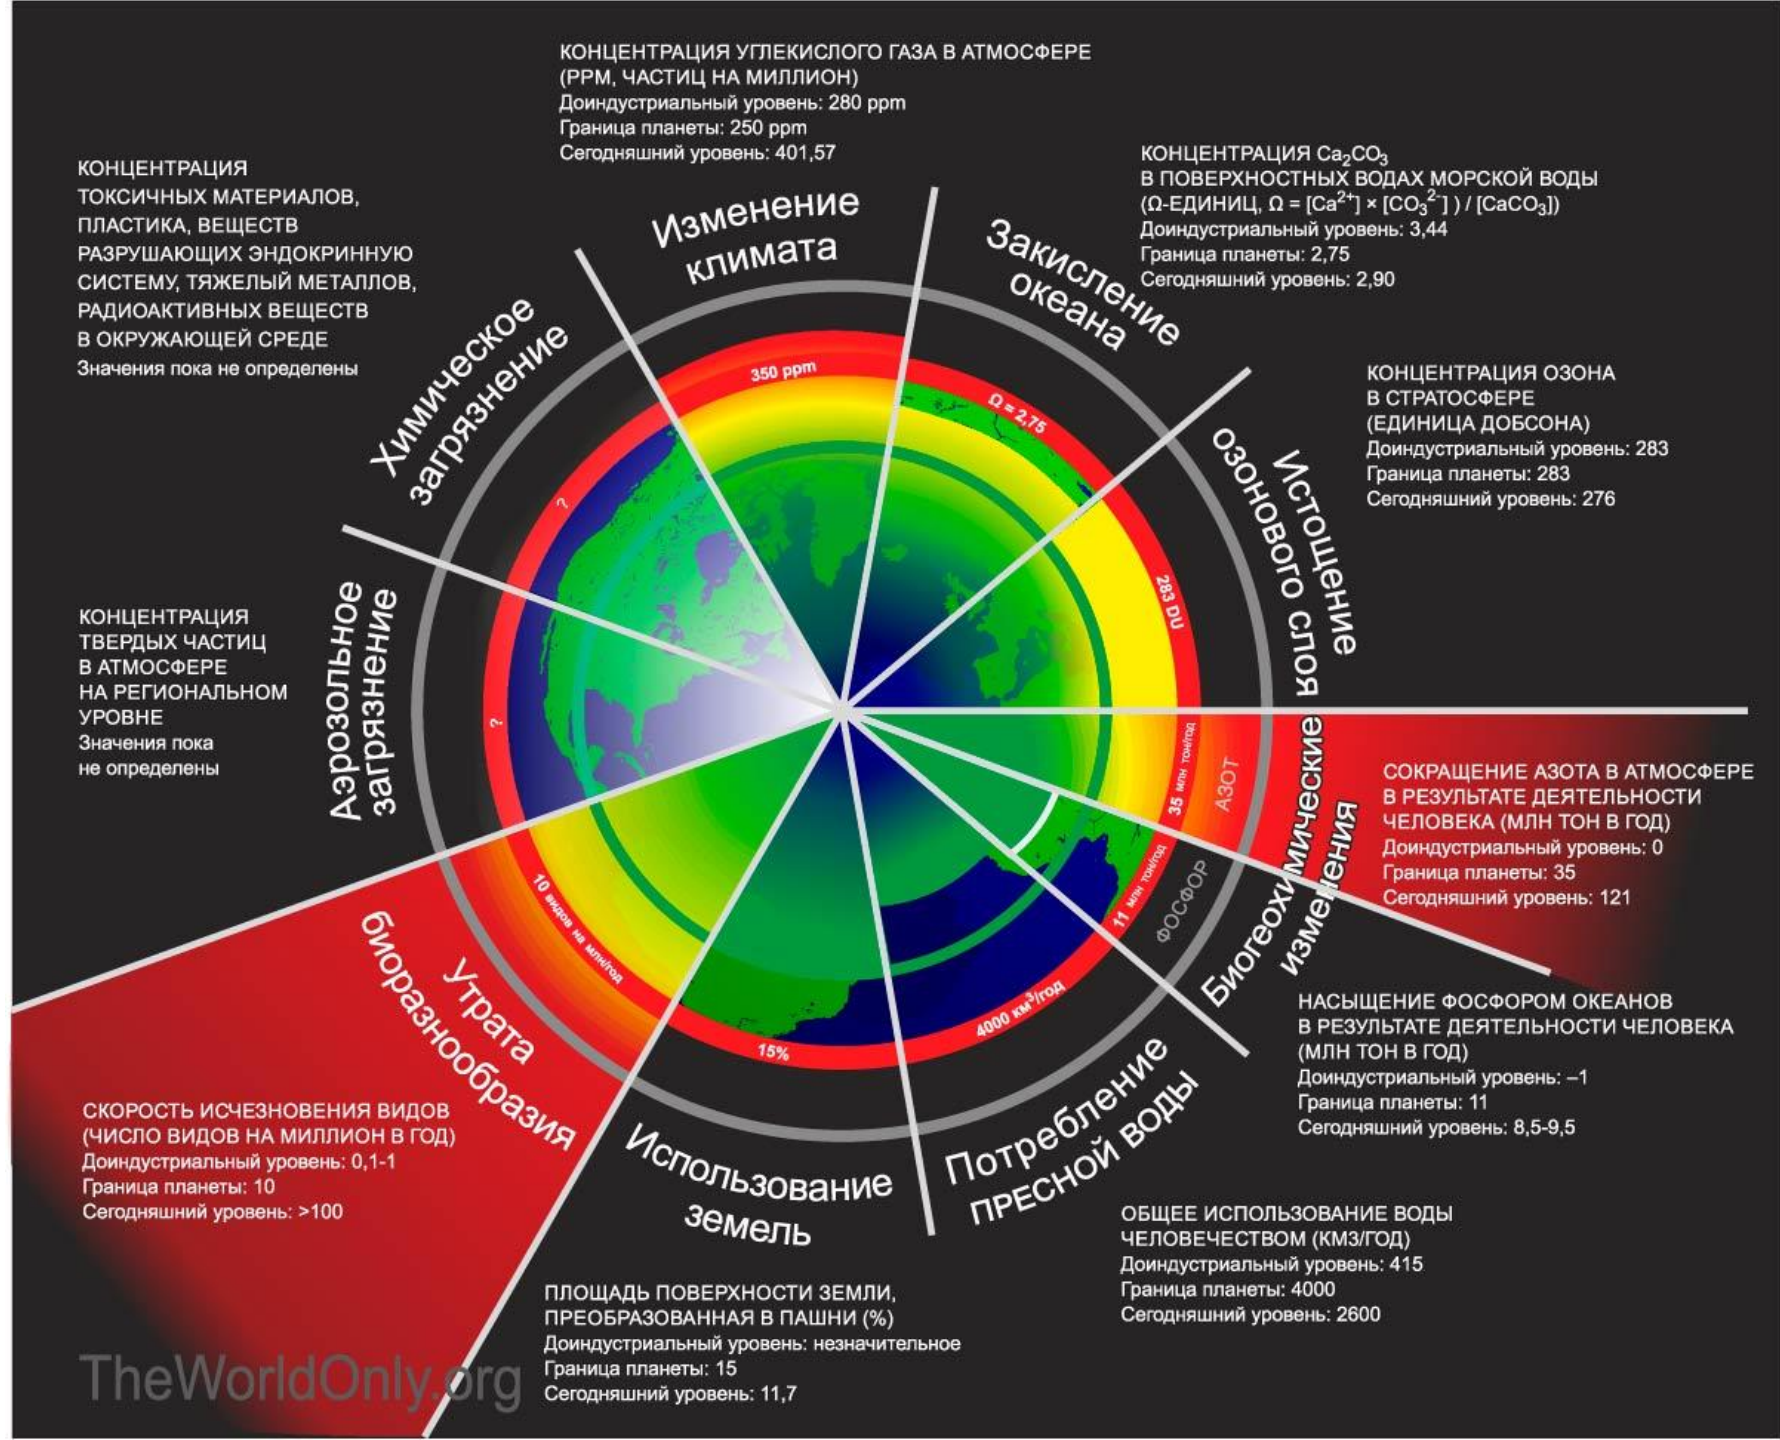 КОНЦЕНТРАЦИЯ УГЛЕКИСЛОГО ГАЗА В АТМОСФЕРЕ
(PPM, ЧАСТИЦ НА МИЛЛИОН)
Доиндустриальный уровень: 280 ppm
Граница планеты: 250 ppm
Сегодняшний уровень: 401,57
КОНЦЕНТРАЦИЯ Ca₂CO₃
В ПОВЕРХНОСТНЫХ ВОДАХ МОРСКОЙ ВОДЫ
(Ω-ЕДИНИЦ, Ω = [Ca²⁺] × [CO₃²⁻] ) / [CaCO₃])
Доиндустриальный уровень: 3,44
Граница планеты: 2,75
Сегодняшний уровень: 2,90
КОНЦЕНТРАЦИЯ
ТОКСИЧНЫХ МАТЕРИАЛОВ,
ПЛАСТИКА, ВЕЩЕСТВ
РАЗРУШАЮЩИХ ЭНДОКРИННУЮ
СИСТЕМУ, ТЯЖЕЛЫЙ МЕТАЛЛОВ,
РАДИОАКТИВНЫХ ВЕЩЕСТВ
В ОКРУЖАЮЩЕЙ СРЕДЕ
Значения пока не определены
Изменение
климата
Закисление
океана
Химическое
загрязнение
КОНЦЕНТРАЦИЯ ОЗОНА
В СТРАТОСФЕРЕ
(ЕДИНИЦА ДОБСОНА)
Доиндустриальный уровень: 283
Граница планеты: 283
Сегодняшний уровень: 276
Истощение
озонового слоя
350 ppm
Ω = 2,75
283 DU
?
?
КОНЦЕНТРАЦИЯ
ТВЕРДЫХ ЧАСТИЦ
В АТМОСФЕРЕ
НА РЕГИОНАЛЬНОМ
УРОВНЕ
Значения пока
не определены
Аэрозольное
загрязнение
35 млн тон/год
АЗОТ
11 млн тон/год
ФОСФОР
Биогеохимические
изменения
СОКРАЩЕНИЕ АЗОТА В АТМОСФЕРЕ
В РЕЗУЛЬТАТЕ ДЕЯТЕЛЬНОСТИ
ЧЕЛОВЕКА (МЛН ТОН В ГОД)
Доиндустриальный уровень: 0
Граница планеты: 35
Сегодняшний уровень: 121
НАСЫЩЕНИЕ ФОСФОРОМ ОКЕАНОВ
В РЕЗУЛЬТАТЕ ДЕЯТЕЛЬНОСТИ ЧЕЛОВЕКА
(МЛН ТОН В ГОД)
Доиндустриальный уровень: –1
Граница планеты: 11
Сегодняшний уровень: 8,5-9,5
10 видов на млн/год
15%
4000 км³/год
Утрата
биоразнообразия
Использование
земель
Потребление
ПРЕСНОЙ ВОДЫ
СКОРОСТЬ ИСЧЕЗНОВЕНИЯ ВИДОВ
(ЧИСЛО ВИДОВ НА МИЛЛИОН В ГОД)
Доиндустриальный уровень: 0,1-1
Граница планеты: 10
Сегодняшний уровень: >100
ОБЩЕЕ ИСПОЛЬЗОВАНИЕ ВОДЫ
ЧЕЛОВЕЧЕСТВОМ (КМ3/ГОД)
Доиндустриальный уровень: 415
Граница планеты: 4000
Сегодняшний уровень: 2600
ПЛОЩАДЬ ПОВЕРХНОСТИ ЗЕМЛИ,
ПРЕОБРАЗОВАННАЯ В ПАШНИ (%)
Доиндустриальный уровень: незначительное
Граница планеты: 15
Сегодняшний уровень: 11,7
TheWorldOnly.org